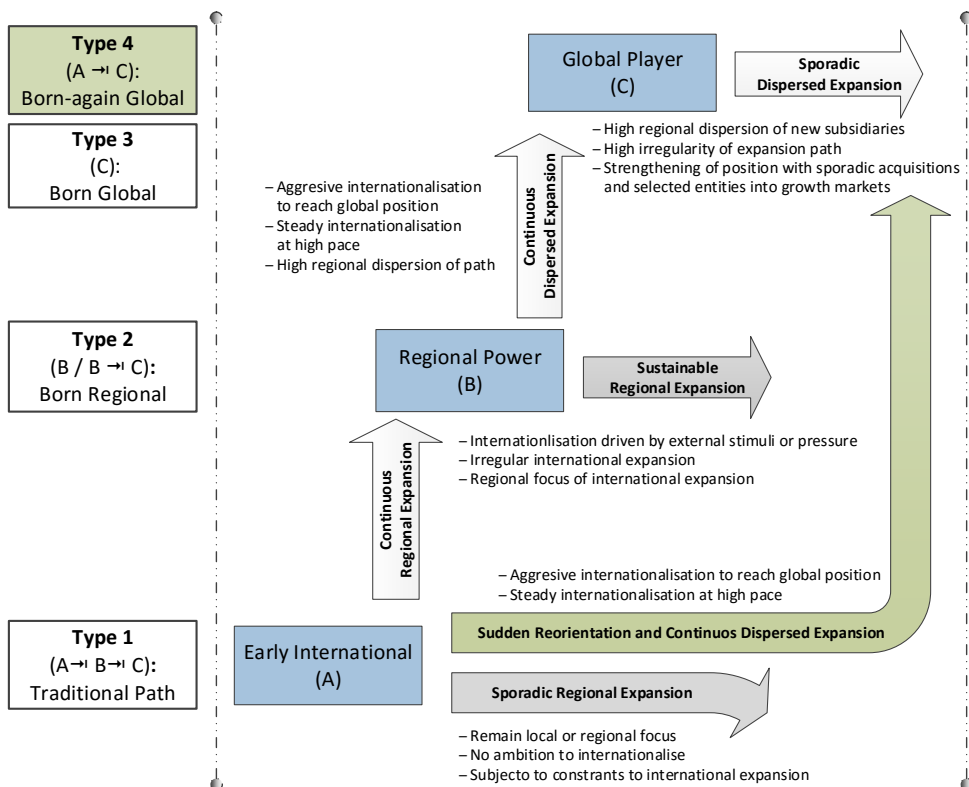 Type 4
(A →ı C):
Born-again Global
Type 3
(C):
Born Global
Type 2
(B / B →ı C):
Born Regional
Type 1
(A→ı B→ı C):
Traditional Path
Global Player
(C)
Sporadic
Dispersed Expansion
– High regional dispersion of new subsidiaries
– High irregularity of expansion path
– Strengthening of position with sporadic acquisitions
and selected entities into growth markets
Continuous
Dispersed Expansion
– Aggresive internationalisation
to reach global position
– Steady internationalisation
at high pace
– High regional dispersion of path
Regional Power
(B)
Sustainable
Regional Expansion
– Internationlisation driven by external stimuli or pressure
– Irregular international expansion
– Regional focus of international expansion
Continuous
Regional Expansion
– Aggresive internationalisation to reach global position
– Steady internationalisation at high pace
Early International
(A)
Sudden Reorientation and Continuos Dispersed Expansion
Sporadic Regional Expansion
– Remain local or regional focus
– No ambition to internationalise
– Subjecto to constrants to international expansion